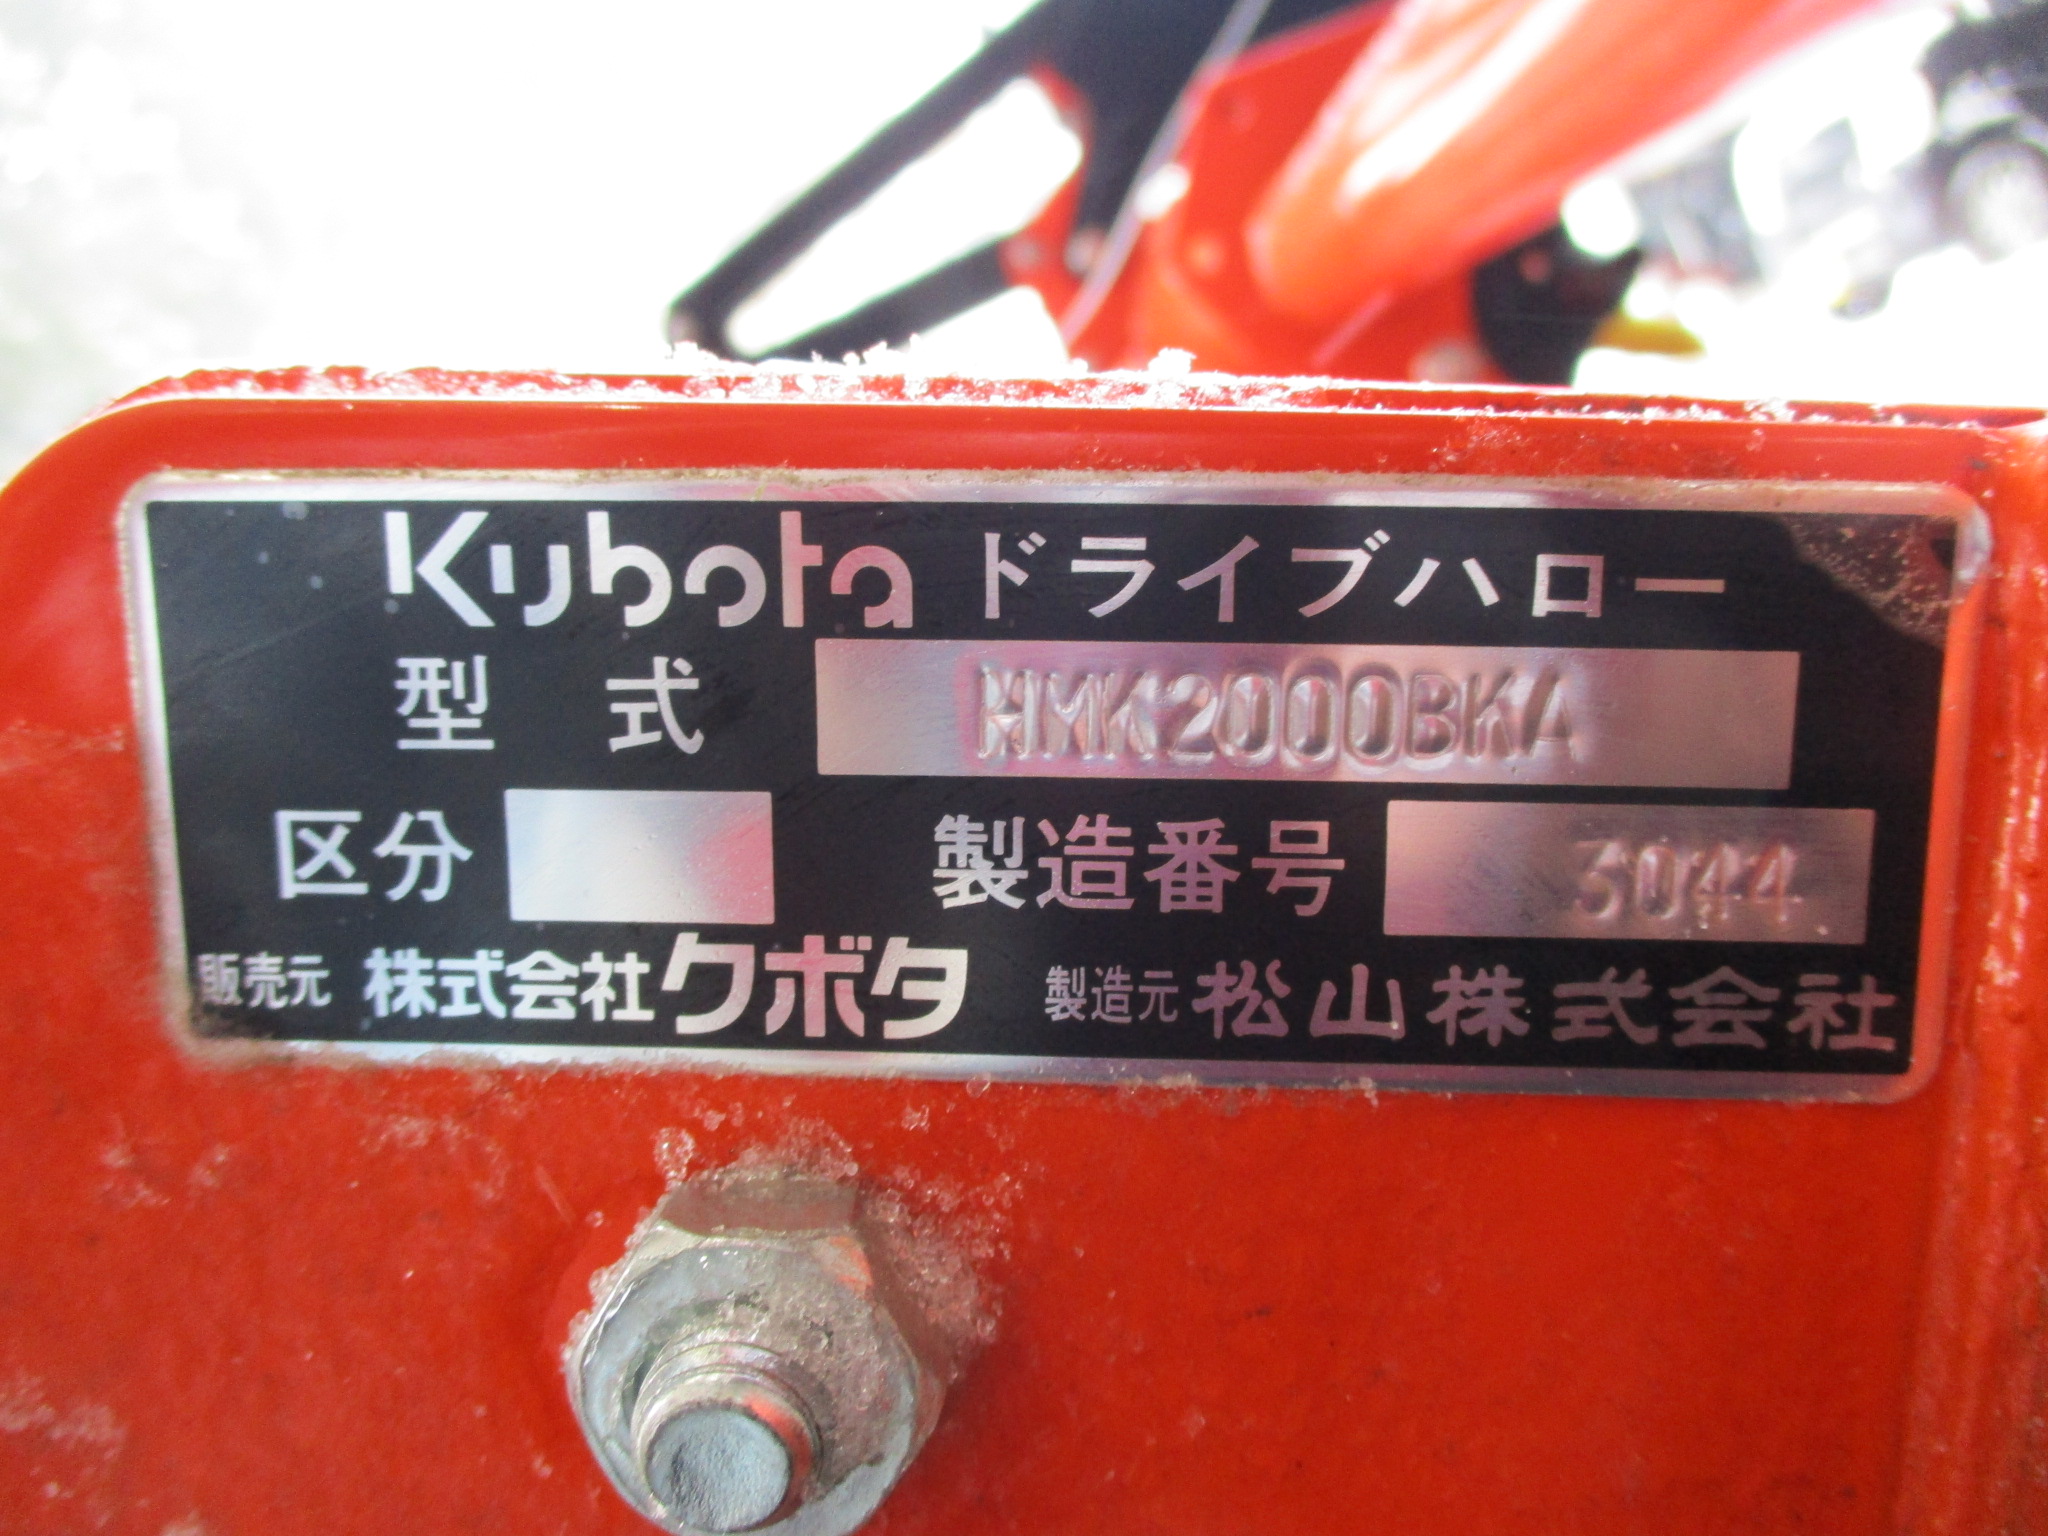 Kubota ドライブハロー
型式 HMK2000BKA
区分 製造番号 3044
販売元 株式会社クボタ 製造元 松山株式会社